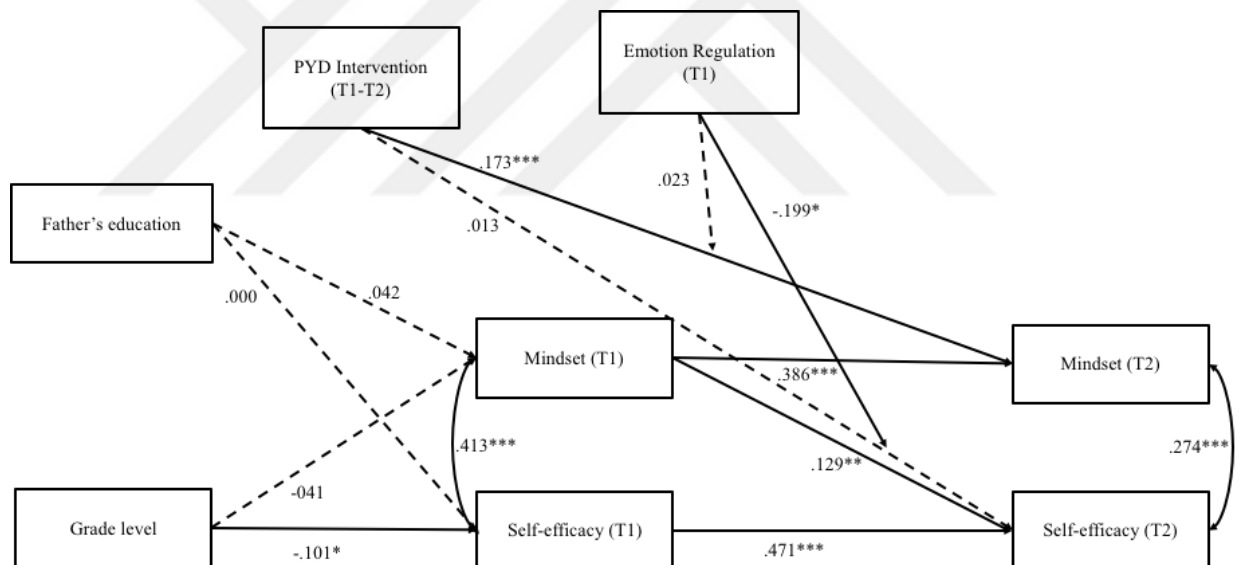 PYD Intervention
(T1-T2)
Emotion Regulation
(T1)
.173***
.023
-.199*
Father's education
.013
.000
.042
Mindset (T1)
Mindset (T2)
.386***
.413***
.129**
.274***
-041
Grade level
Self-efficacy (T1)
Self-efficacy (T2)
-.101*
.471***